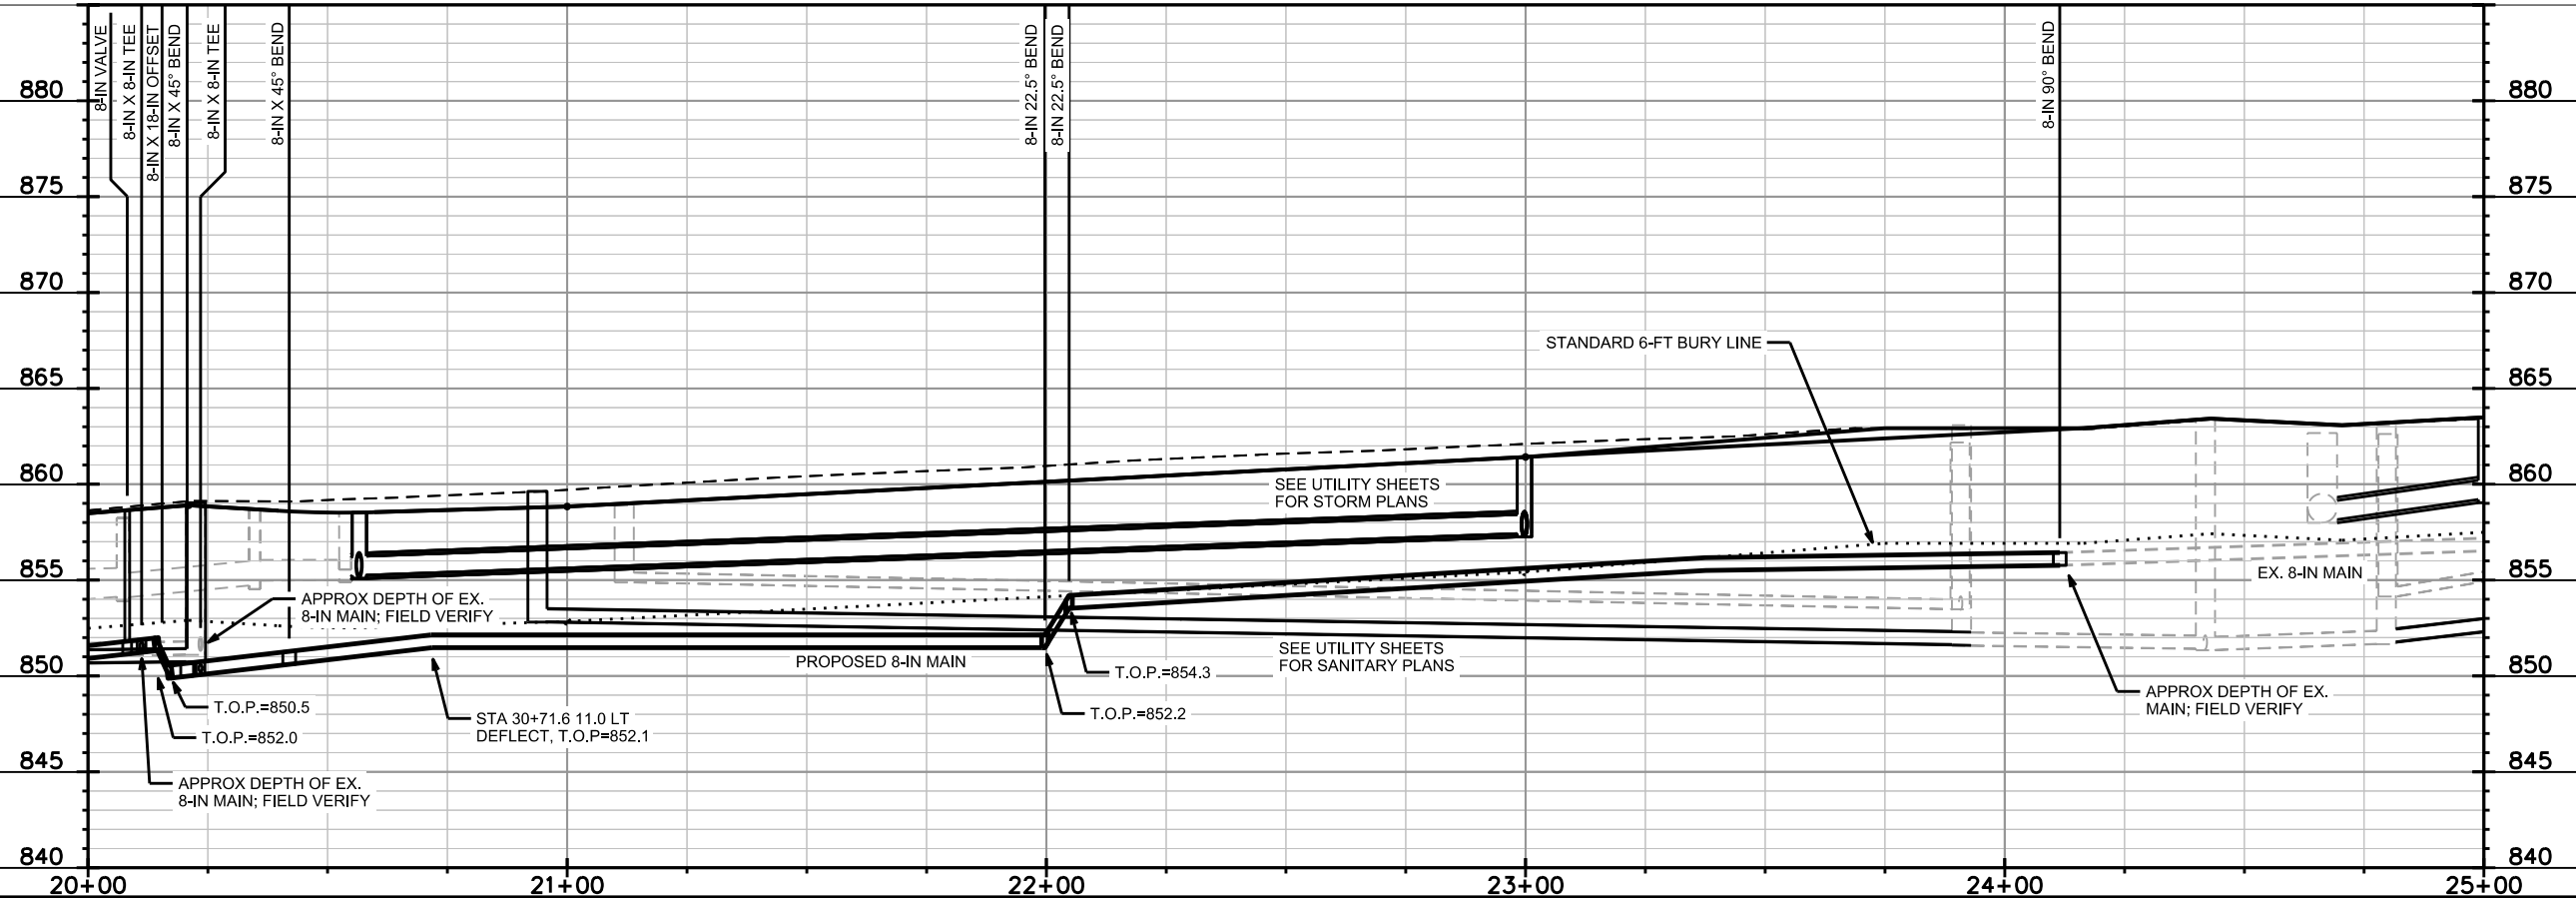 8-IN VALVE
8-IN X 8-IN TEE
8-IN X 18-IN OFFSET
8-IN X 45° BEND
8-IN X 8-IN TEE
8-IN X 45° BEND
8-IN 22.5° BEND
8-IN 22.5° BEND
8-IN 90° BEND
880
880
875
875
870
870
STANDARD 6-FT BURY LINE
865
865
860
860
SEE UTILITY SHEETS
FOR STORM PLANS
855
855
EX. 8-IN MAIN
APPROX DEPTH OF EX.
8-IN MAIN; FIELD VERIFY
850
850
PROPOSED 8-IN MAIN
SEE UTILITY SHEETS
FOR SANITARY PLANS
T.O.P.=854.3
APPROX DEPTH OF EX.
MAIN; FIELD VERIFY
T.O.P.=850.5
T.O.P.=852.2
STA 30+71.6 11.0 LT
DEFLECT, T.O.P=852.1
T.O.P.=852.0
845
845
APPROX DEPTH OF EX.
8-IN MAIN; FIELD VERIFY
840
840
20+00
21+00
22+00
23+00
24+00
25+00